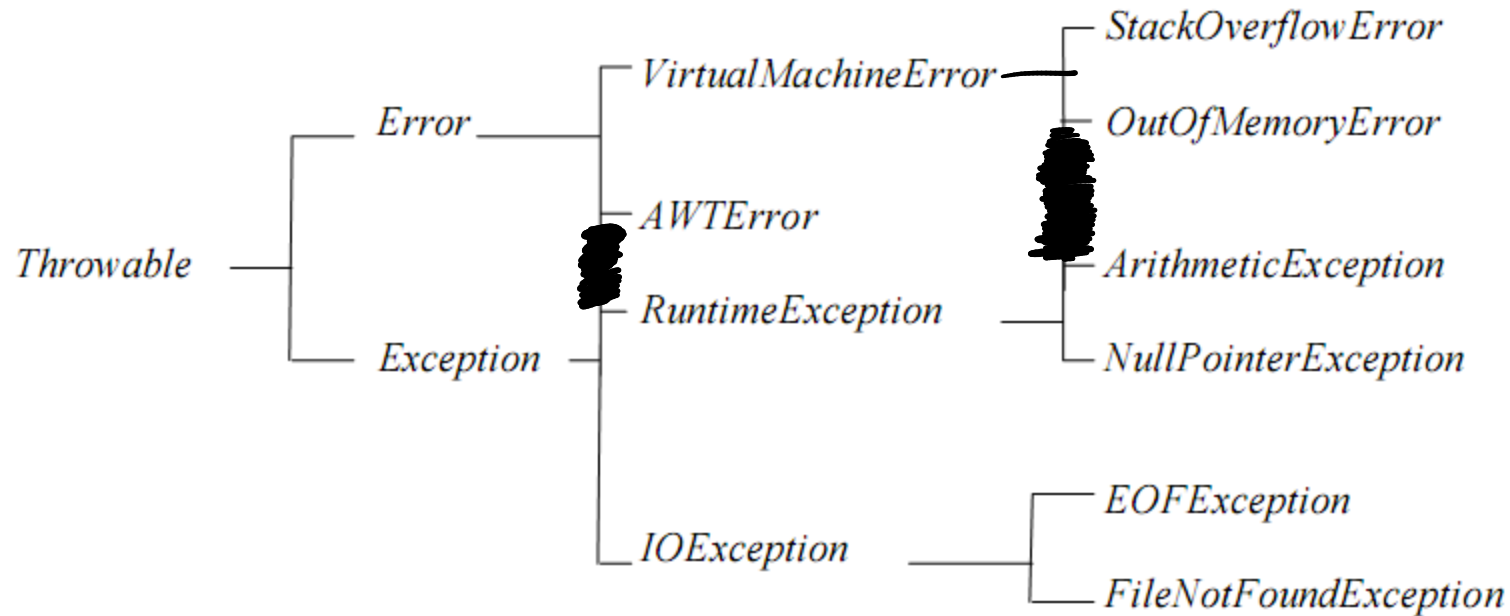 StackOverflowError
VirtualMachineError
Error
OutOfMemoryError
AWTError
Throwable
ArithmeticException
RuntimeException
Exception
NullPointerException
EOFException
IOException
FileNotFoundException